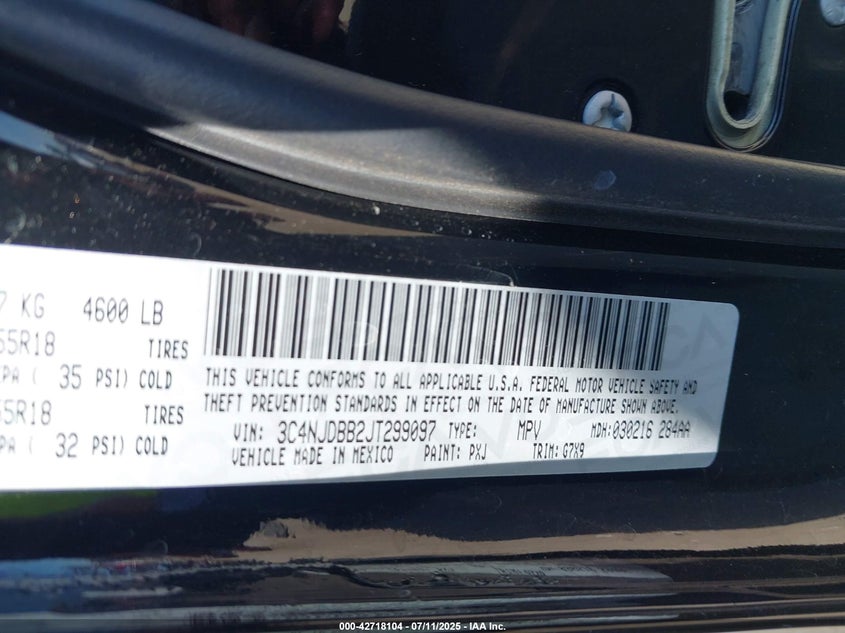 7 KG 4600 LB
55R18 TIRES
PA ( 35 PSI) COLD
55R18 TIRES
PA ( 32 PSI) COLD
THIS VEHICLE CONFORMS TO ALL APPLICABLE U.S.A. FEDERAL MOTOR VEHICLE SAFETY AND
THEFT PREVENTION STANDARDS IN EFFECT ON THE DATE OF MANUFACTURE SHOWN ABOVE.
VIN: 3C4NJDBB2JT299097 TYPE: MPV MDH:030216 284AA
VEHICLE MADE IN MEXICO PAINT: PXJ TRIM: G7X9
000-42718104 - 07/11/2025 - IAA Inc.